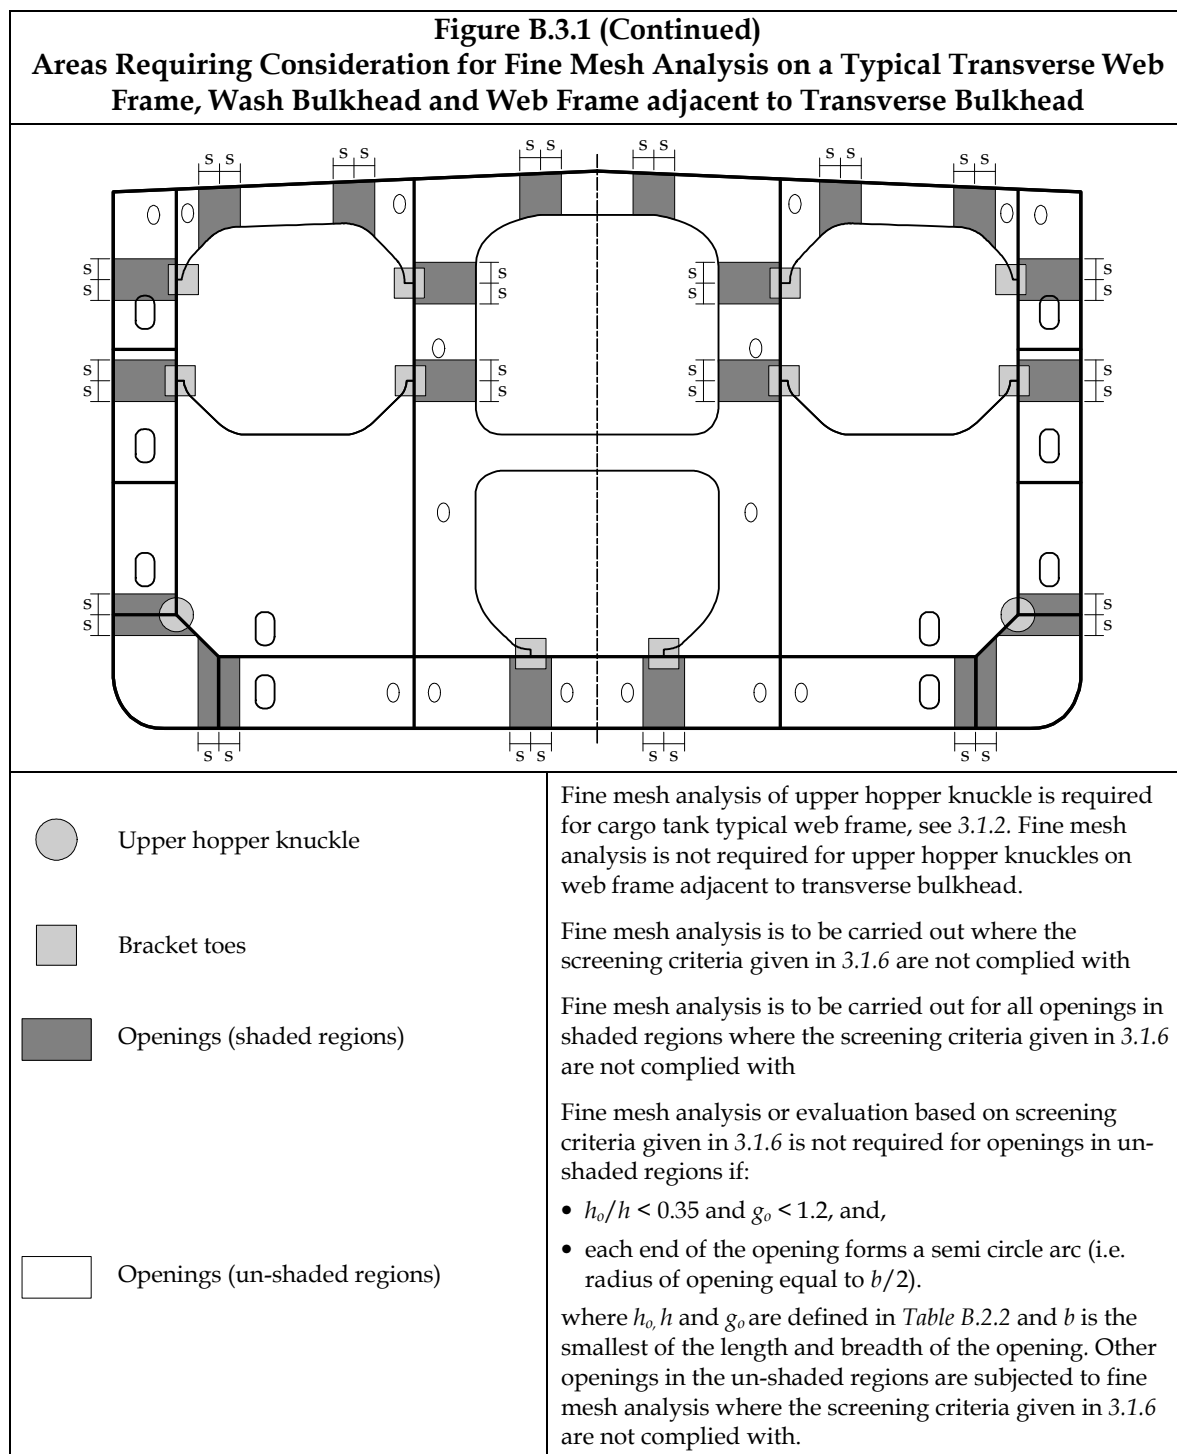 Figure B.3.1 (Continued)
Areas Requiring Consideration for Fine Mesh Analysis on a Typical Transverse Web
Frame, Wash Bulkhead and Web Frame adjacent to Transverse Bulkhead
s s s s s s s s s s s s
s s s s
s s s s
s s s s
s s s s
s s s s
s s s s
s s s s s s s s
Upper hopper knuckle
Fine mesh analysis of upper hopper knuckle is required
for cargo tank typical web frame, see 3.1.2. Fine mesh
analysis is not required for upper hopper knuckles on
web frame adjacent to transverse bulkhead.
Bracket toes
Fine mesh analysis is to be carried out where the
screening criteria given in 3.1.6 are not complied with
Openings (shaded regions)
Fine mesh analysis is to be carried out for all openings in
shaded regions where the screening criteria given in 3.1.6
are not complied with
Openings (un-shaded regions)
Fine mesh analysis or evaluation based on screening
criteria given in 3.1.6 is not required for openings in un-
shaded regions if:
• ho/h < 0.35 and go < 1.2, and,
• each end of the opening forms a semi circle arc (i.e.
radius of opening equal to b/2).
where ho, h and go are defined in Table B.2.2 and b is the
smallest of the length and breadth of the opening. Other
openings in the un-shaded regions are subjected to fine
mesh analysis where the screening criteria given in 3.1.6
are not complied with.